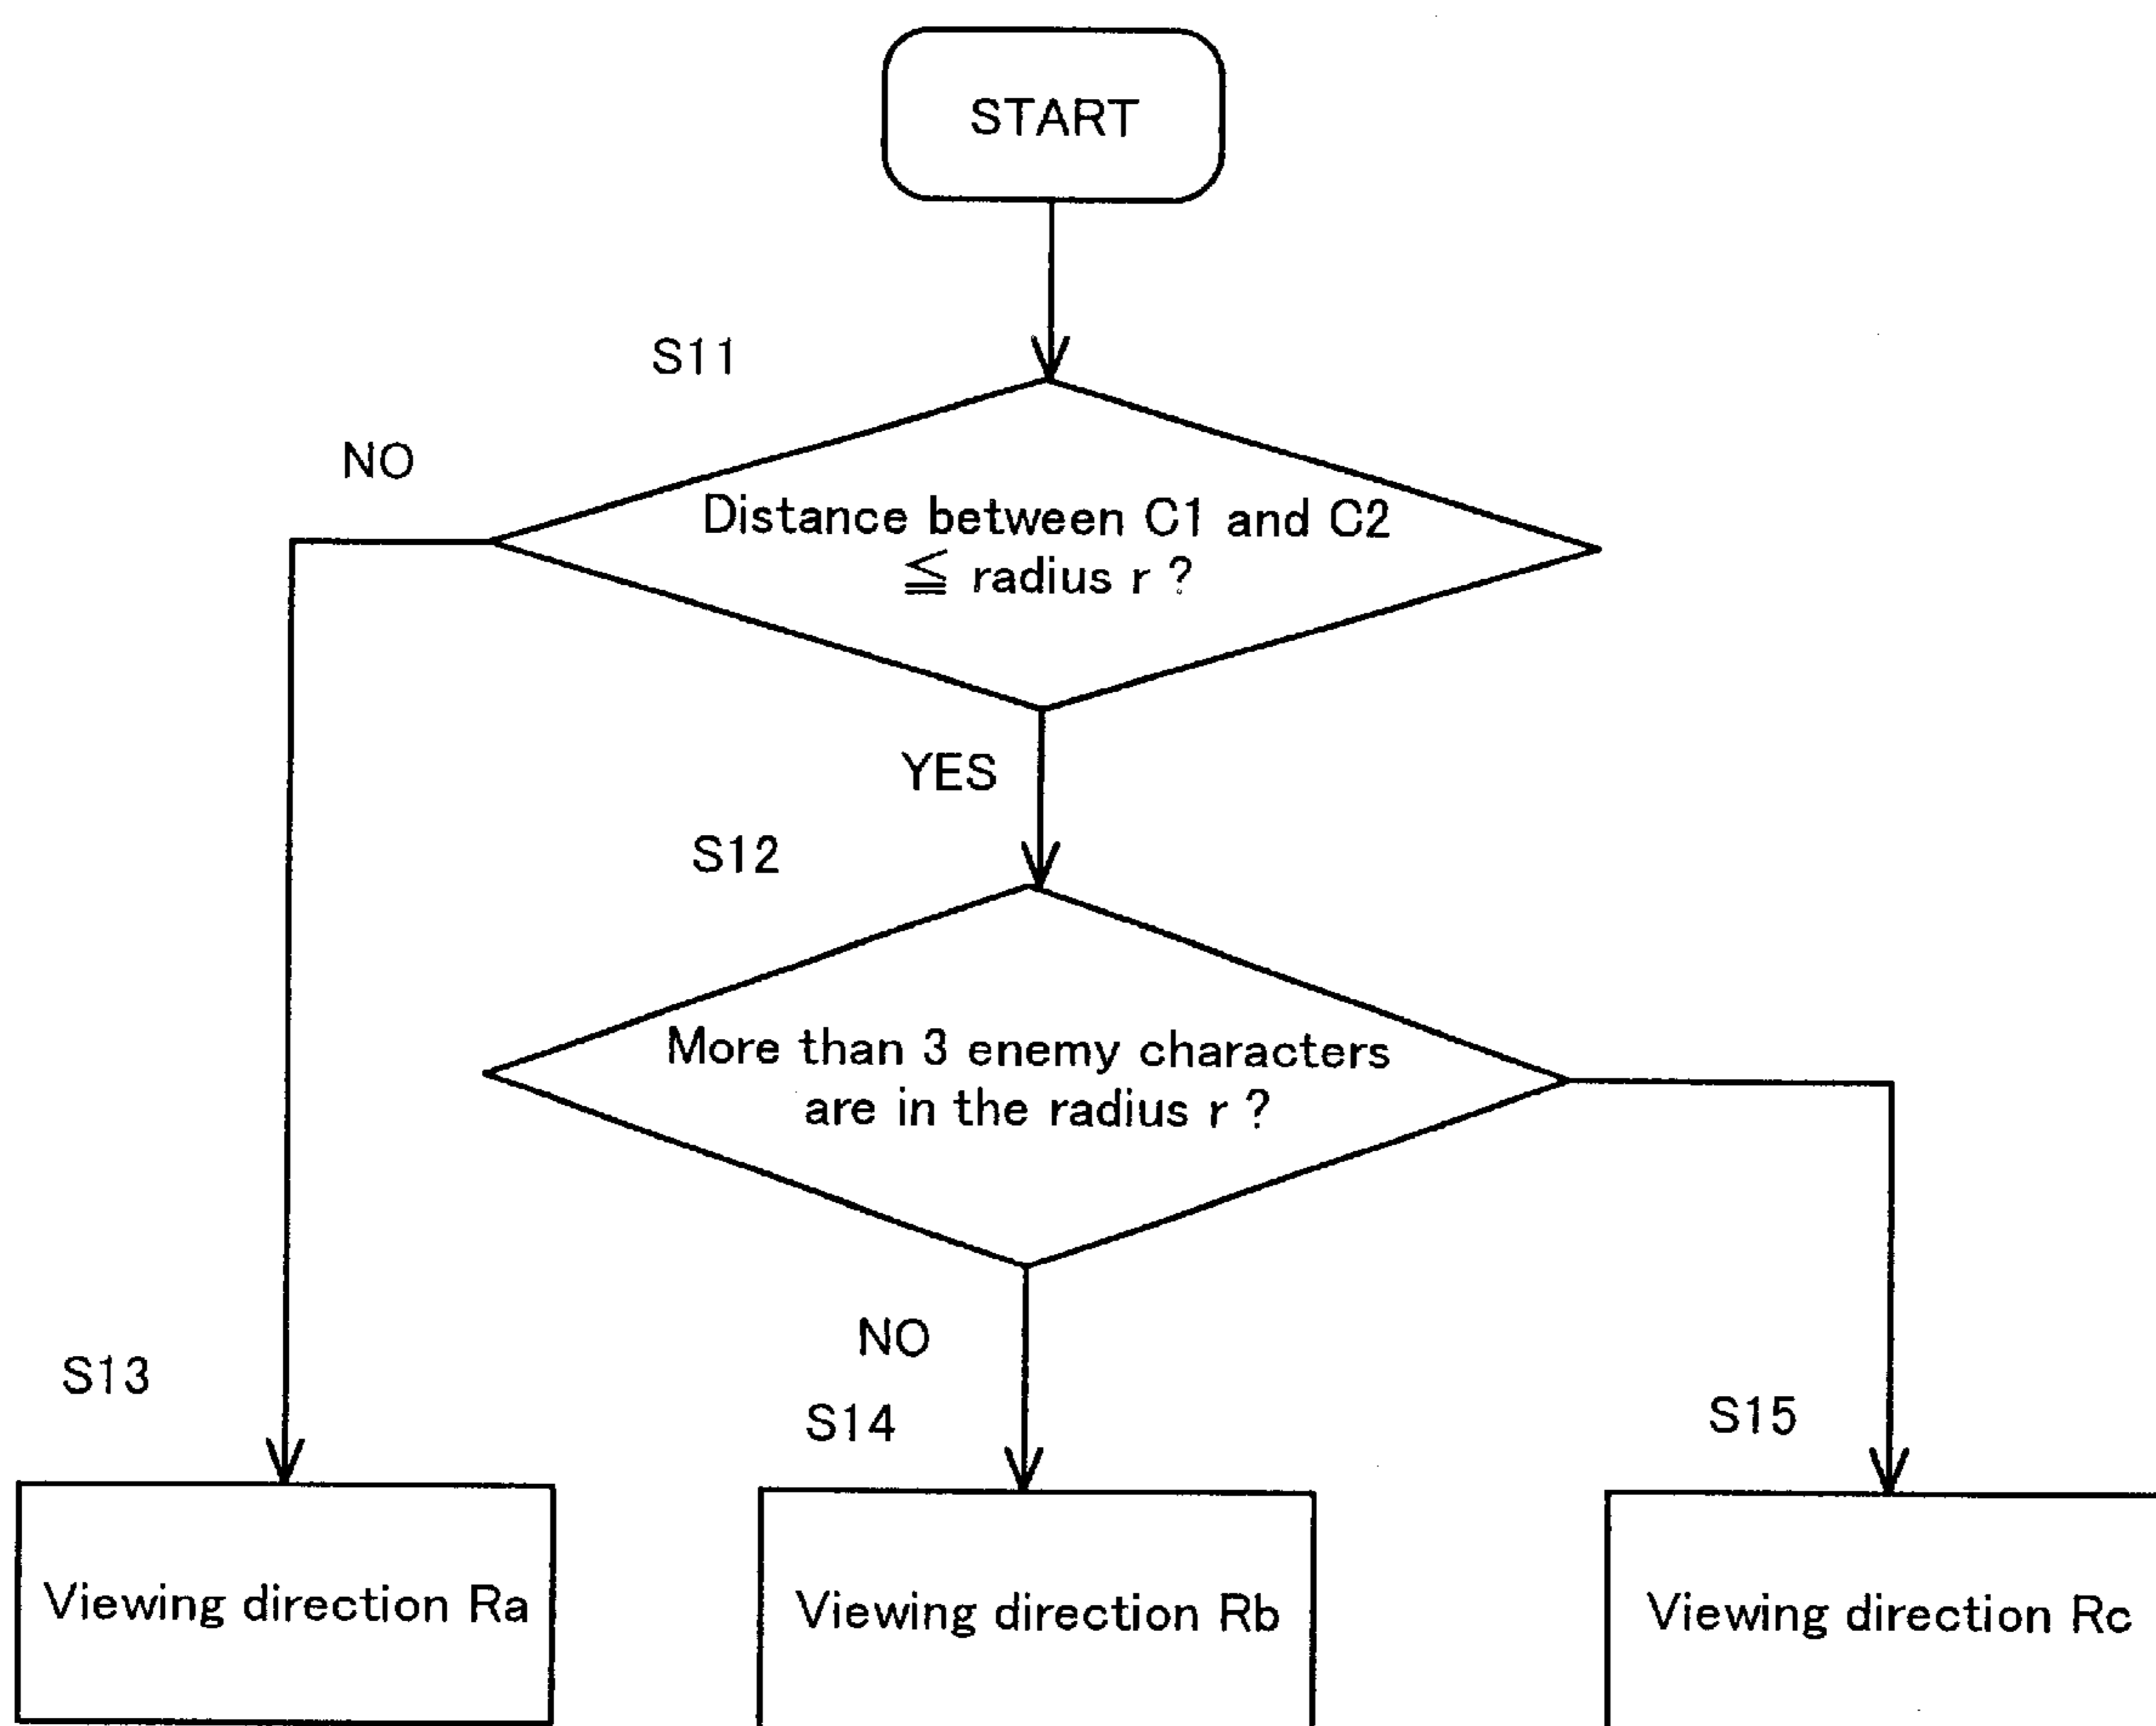 START
S11
NO
Distance between C1 and C2
≦ radius r ?
YES
S12
More than 3 enemy characters
are in the radius r ?
NO
S13
S14
S15
Viewing direction Ra
Viewing direction Rb
Viewing direction Rc